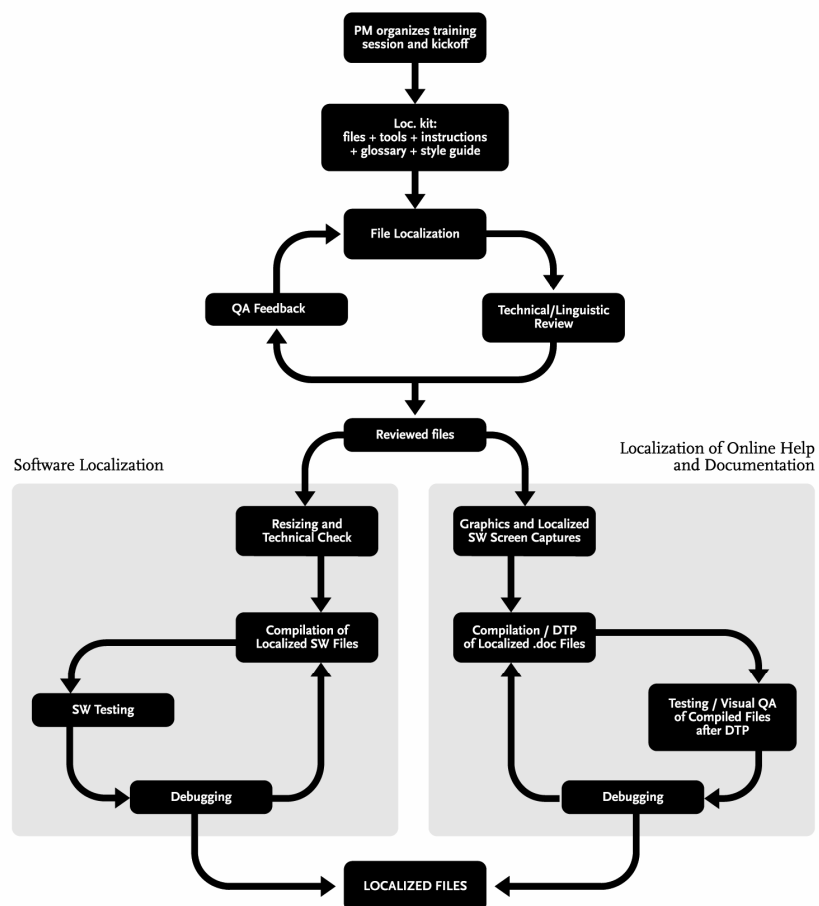 PM organizes training
session and kickoff
Loc. kit:
files + tools + instructions
+ glossary + style guide
File Localization
QA Feedback
Technical/Linguistic
Review
Reviewed files
Software Localization
Localization of Online Help
and Documentation
Resizing and
Technical Check
Graphics and Localized
SW Screen Captures
Compilation of
Localized SW Files
Compilation / DTP
of Localized .doc Files
SW Testing
Testing / Visual QA
of Compiled Files
after DTP
Debugging
Debugging
LOCALIZED FILES